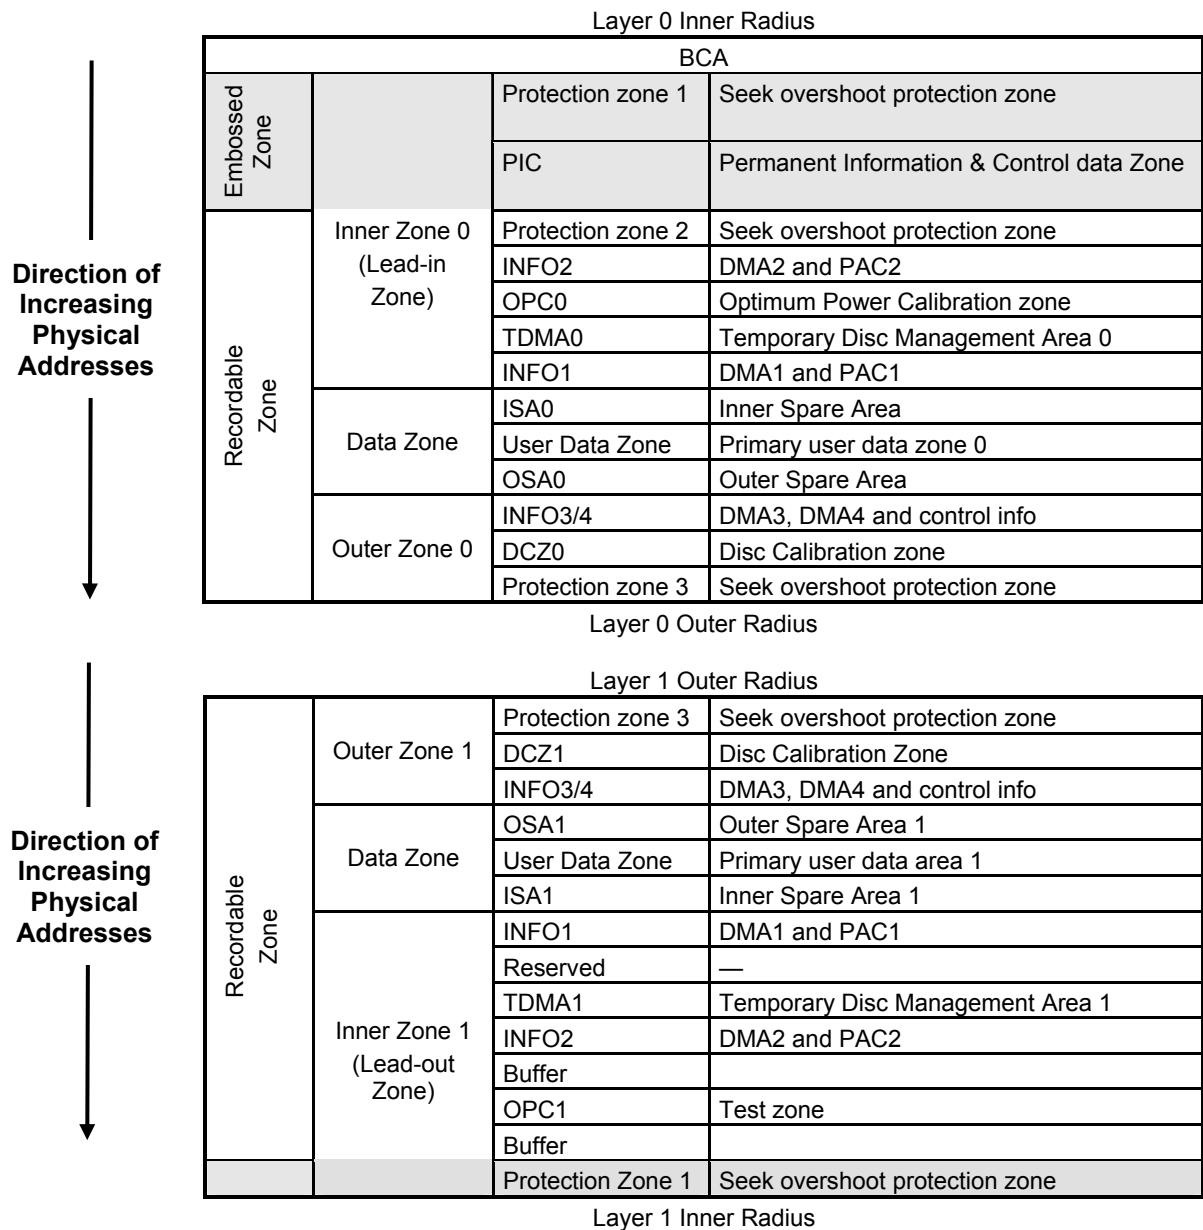 Layer 0 Inner Radius
BCA
Embossed
Zone
Protection zone 1 Seek overshoot protection zone
PIC Permanent Information & Control data Zone
Direction of
Increasing
Physical
Addresses
Recordable
Zone
Inner Zone 0
(Lead-in
Zone)
Protection zone 2 Seek overshoot protection zone
INFO2 DMA2 and PAC2
OPC0 Optimum Power Calibration zone
TDMA0 Temporary Disc Management Area 0
INFO1 DMA1 and PAC1
Data Zone
ISA0 Inner Spare Area
User Data Zone Primary user data zone 0
OSA0 Outer Spare Area
Outer Zone 0
INFO3/4 DMA3, DMA4 and control info
DCZ0 Disc Calibration zone
Protection zone 3 Seek overshoot protection zone
Layer 0 Outer Radius
Layer 1 Outer Radius
Direction of
Increasing
Physical
Addresses
Recordable
Zone
Outer Zone 1
Protection zone 3 Seek overshoot protection zone
DCZ1 Disc Calibration Zone
INFO3/4 DMA3, DMA4 and control info
Data Zone
OSA1 Outer Spare Area 1
User Data Zone Primary user data area 1
ISA1 Inner Spare Area 1
Inner Zone 1
(Lead-out
Zone)
INFO1 DMA1 and PAC1
Reserved —
TDMA1 Temporary Disc Management Area 1
INFO2 DMA2 and PAC2
Buffer
OPC1 Test zone
Buffer
Protection Zone 1 Seek overshoot protection zone
Layer 1 Inner Radius